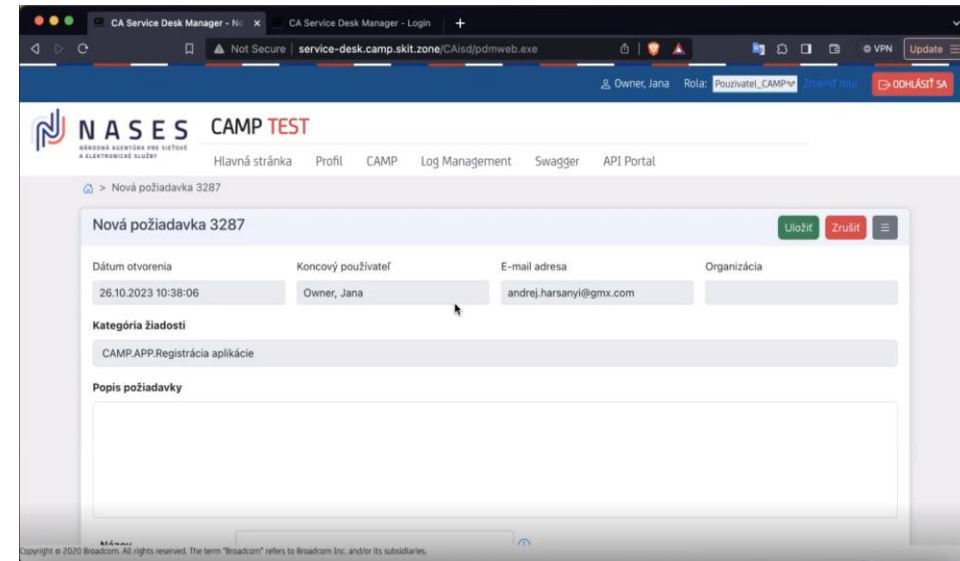 CA Service Desk Manager - No
CA Service Desk Manager - Login
Not Secure | service-desk.camp.skit.zone/CAisd/pdmweb.exe
VPN
Update
Owner, Jana
Rola:
Pouzivatel_CAMP
Zmeniť rolu
ODHLÁSIŤ SA
NASES
NÁRODNÁ AGENTÚRA PRE SIEŤOVÉ
A ELEKTRONICKÉ SLUŽBY
CAMP TEST
Hlavná stránka
Profil
CAMP
Log Management
Swagger
API Portal
> Nová požiadavka 3287
Nová požiadavka 3287
Uložiť
Zrušiť
Dátum otvorenia
Koncový používateľ
E-mail adresa
Organizácia
26.10.2023 10:38:06
Owner, Jana
andrej.harsanyi@gmx.com
Kategória žiadosti
CAMP.APP.Registrácia aplikácie
Popis požiadavky
Názov
Copyright © 2020 Broadcom. All rights reserved. The term "Broadcom" refers to Broadcom Inc. and/or its subsidiaries.